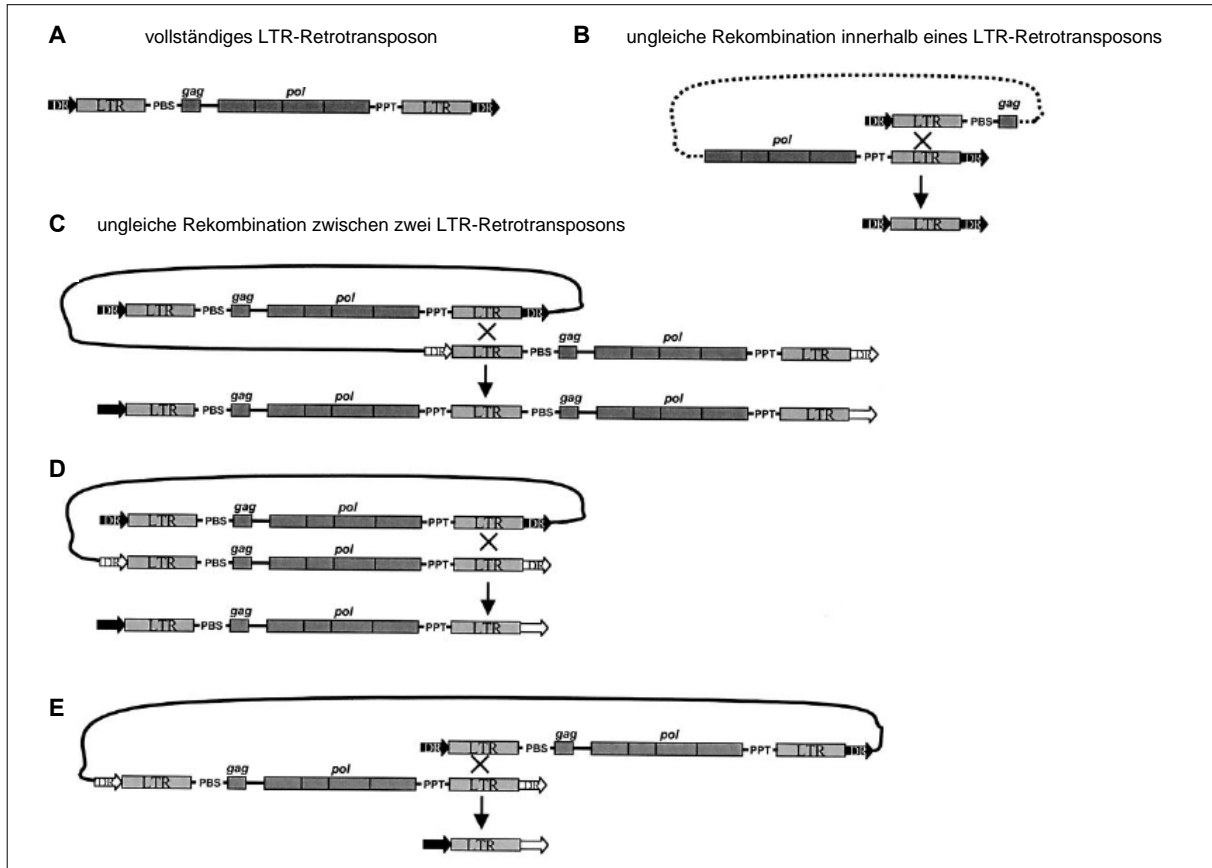 A vollständiges LTR-Retrotransposon
DR LTR PBS gag pol PPT LTR DR
B ungleiche Rekombination innerhalb eines LTR-Retrotransposons
DR LTR PBS gag
pol PPT LTR DR
DR LTR DR
C ungleiche Rekombination zwischen zwei LTR-Retrotransposons
DR LTR PBS gag pol PPT LTR DR
DR LTR PBS gag pol PPT LTR DR
LTR PBS gag pol PPT LTR PBS gag pol PPT LTR
D
DR LTR PBS gag pol PPT LTR DR
DR LTR PBS gag pol PPT LTR DR
LTR PBS gag pol PPT LTR
E
DR LTR PBS gag pol PPT LTR DR
DR LTR PBS gag pol PPT LTR DR
LTR